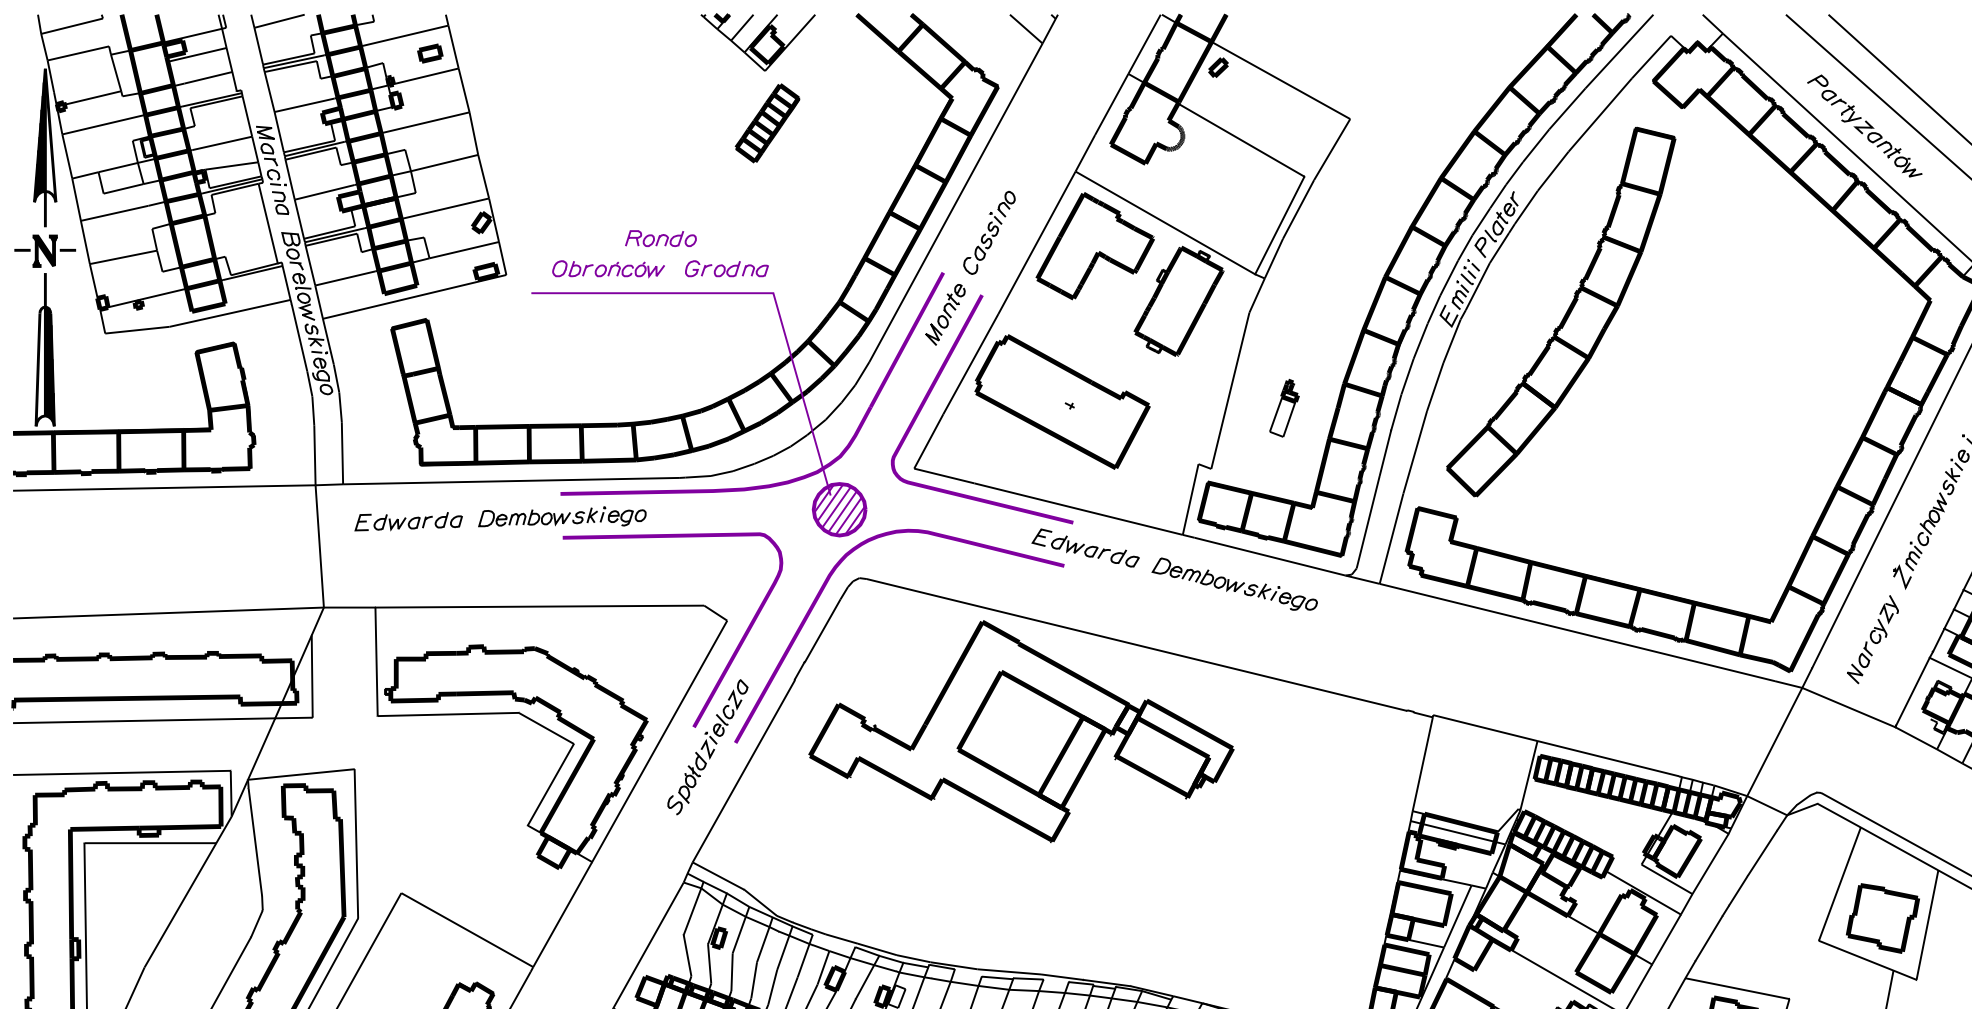 Partyzantów
Marcina Borelowskiego
N
Rondo
Obrońców Grodna
Monte Cassino
Emilii Plater
Edwarda Dembowskiego
Edwarda Dembowskiego
Narcyzy Żmichowskiej
Spółdzielcza